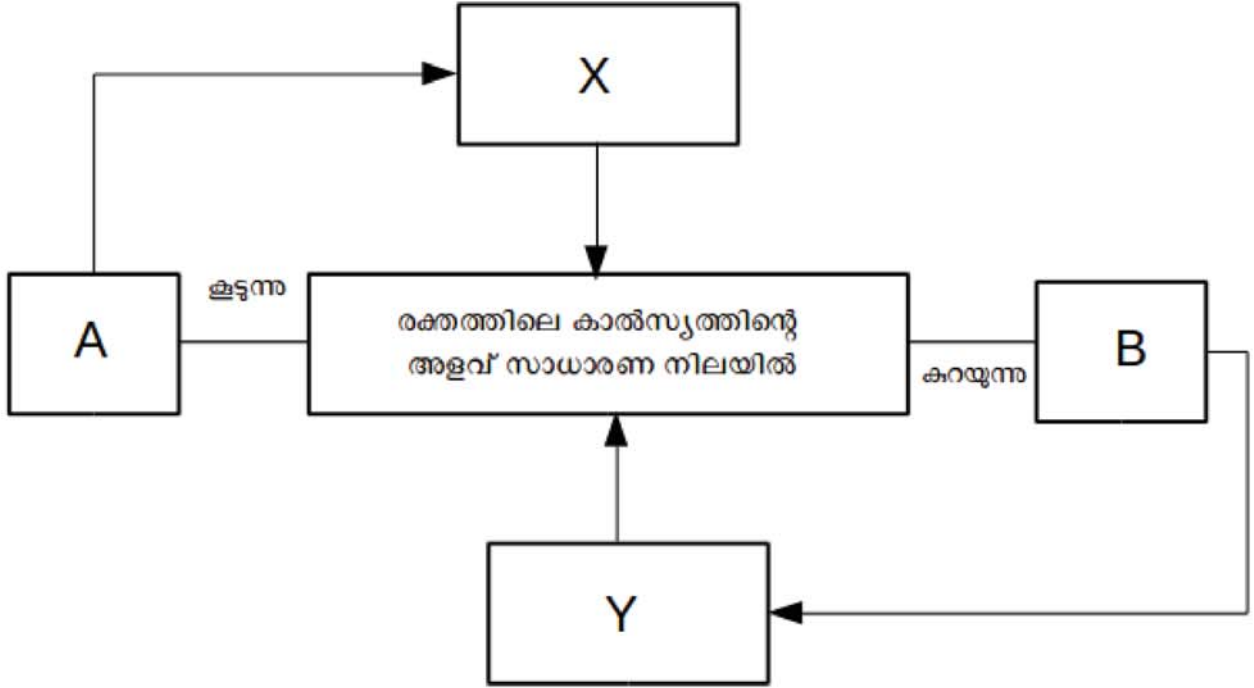 X
കൂടുന്നു
A
രക്തത്തിലെ കാൽസ്യത്തിന്റെ
അളവ് സാധാരണ നിലയിൽ
B
കുറയുന്നു
Y